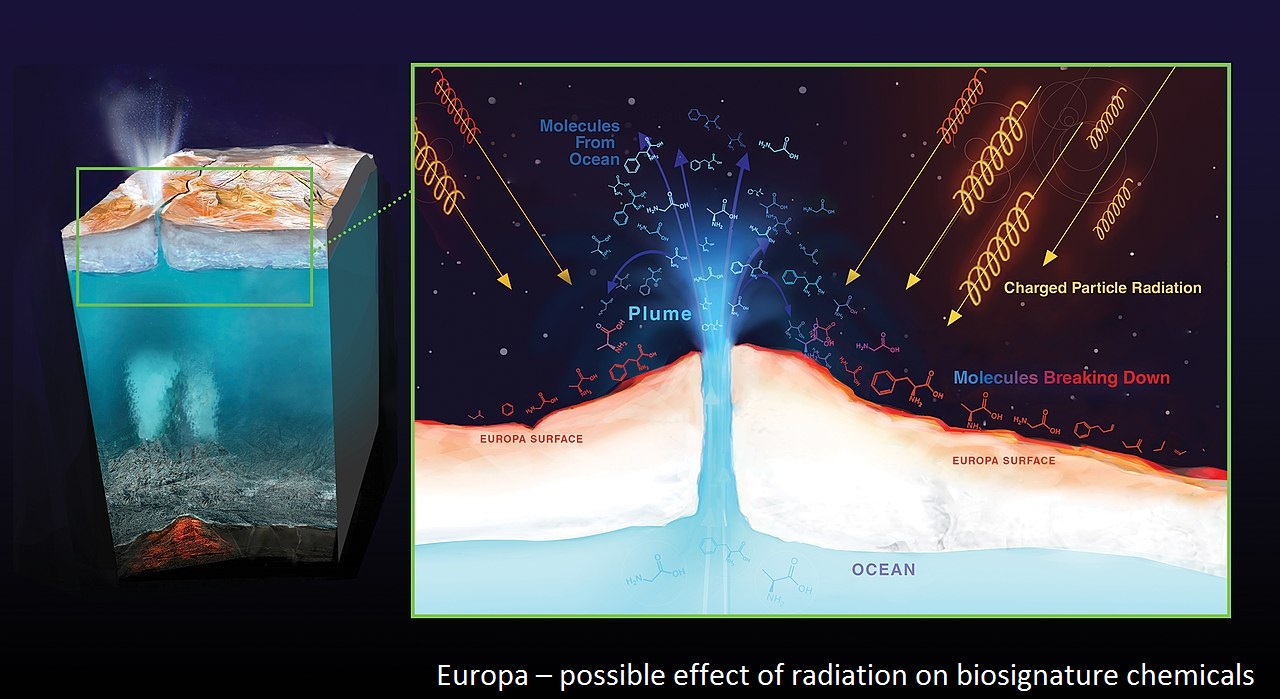 Molecules
From
Ocean
Plume
Charged Particle Radiation
Molecules Breaking Down
EUROPA SURFACE
EUROPA SURFACE
OCEAN
Europa – possible effect of radiation on biosignature chemicals